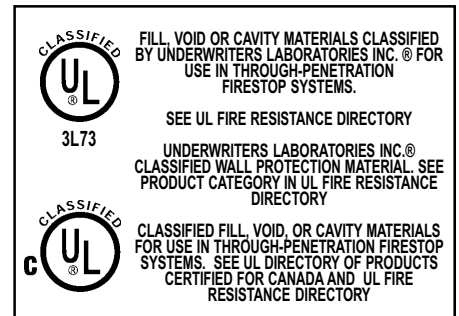 CLASSIFIED
UL
®
3L73
FILL, VOID OR CAVITY MATERIALS CLASSIFIED
BY UNDERWRITERS LABORATORIES INC. ® FOR
USE IN THROUGH-PENETRATION
FIRESTOP SYSTEMS.
SEE UL FIRE RESISTANCE DIRECTORY
UNDERWRITERS LABORATORIES INC.®
CLASSIFIED WALL PROTECTION MATERIAL. SEE
PRODUCT CATEGORY IN UL FIRE RESISTANCE
DIRECTORY
CLASSIFIED
C UL
®
CLASSIFIED FILL, VOID, OR CAVITY MATERIALS
FOR USE IN THROUGH-PENETRATION FIRESTOP
SYSTEMS. SEE UL DIRECTORY OF PRODUCTS
CERTIFIED FOR CANADA AND UL FIRE
RESISTANCE DIRECTORY